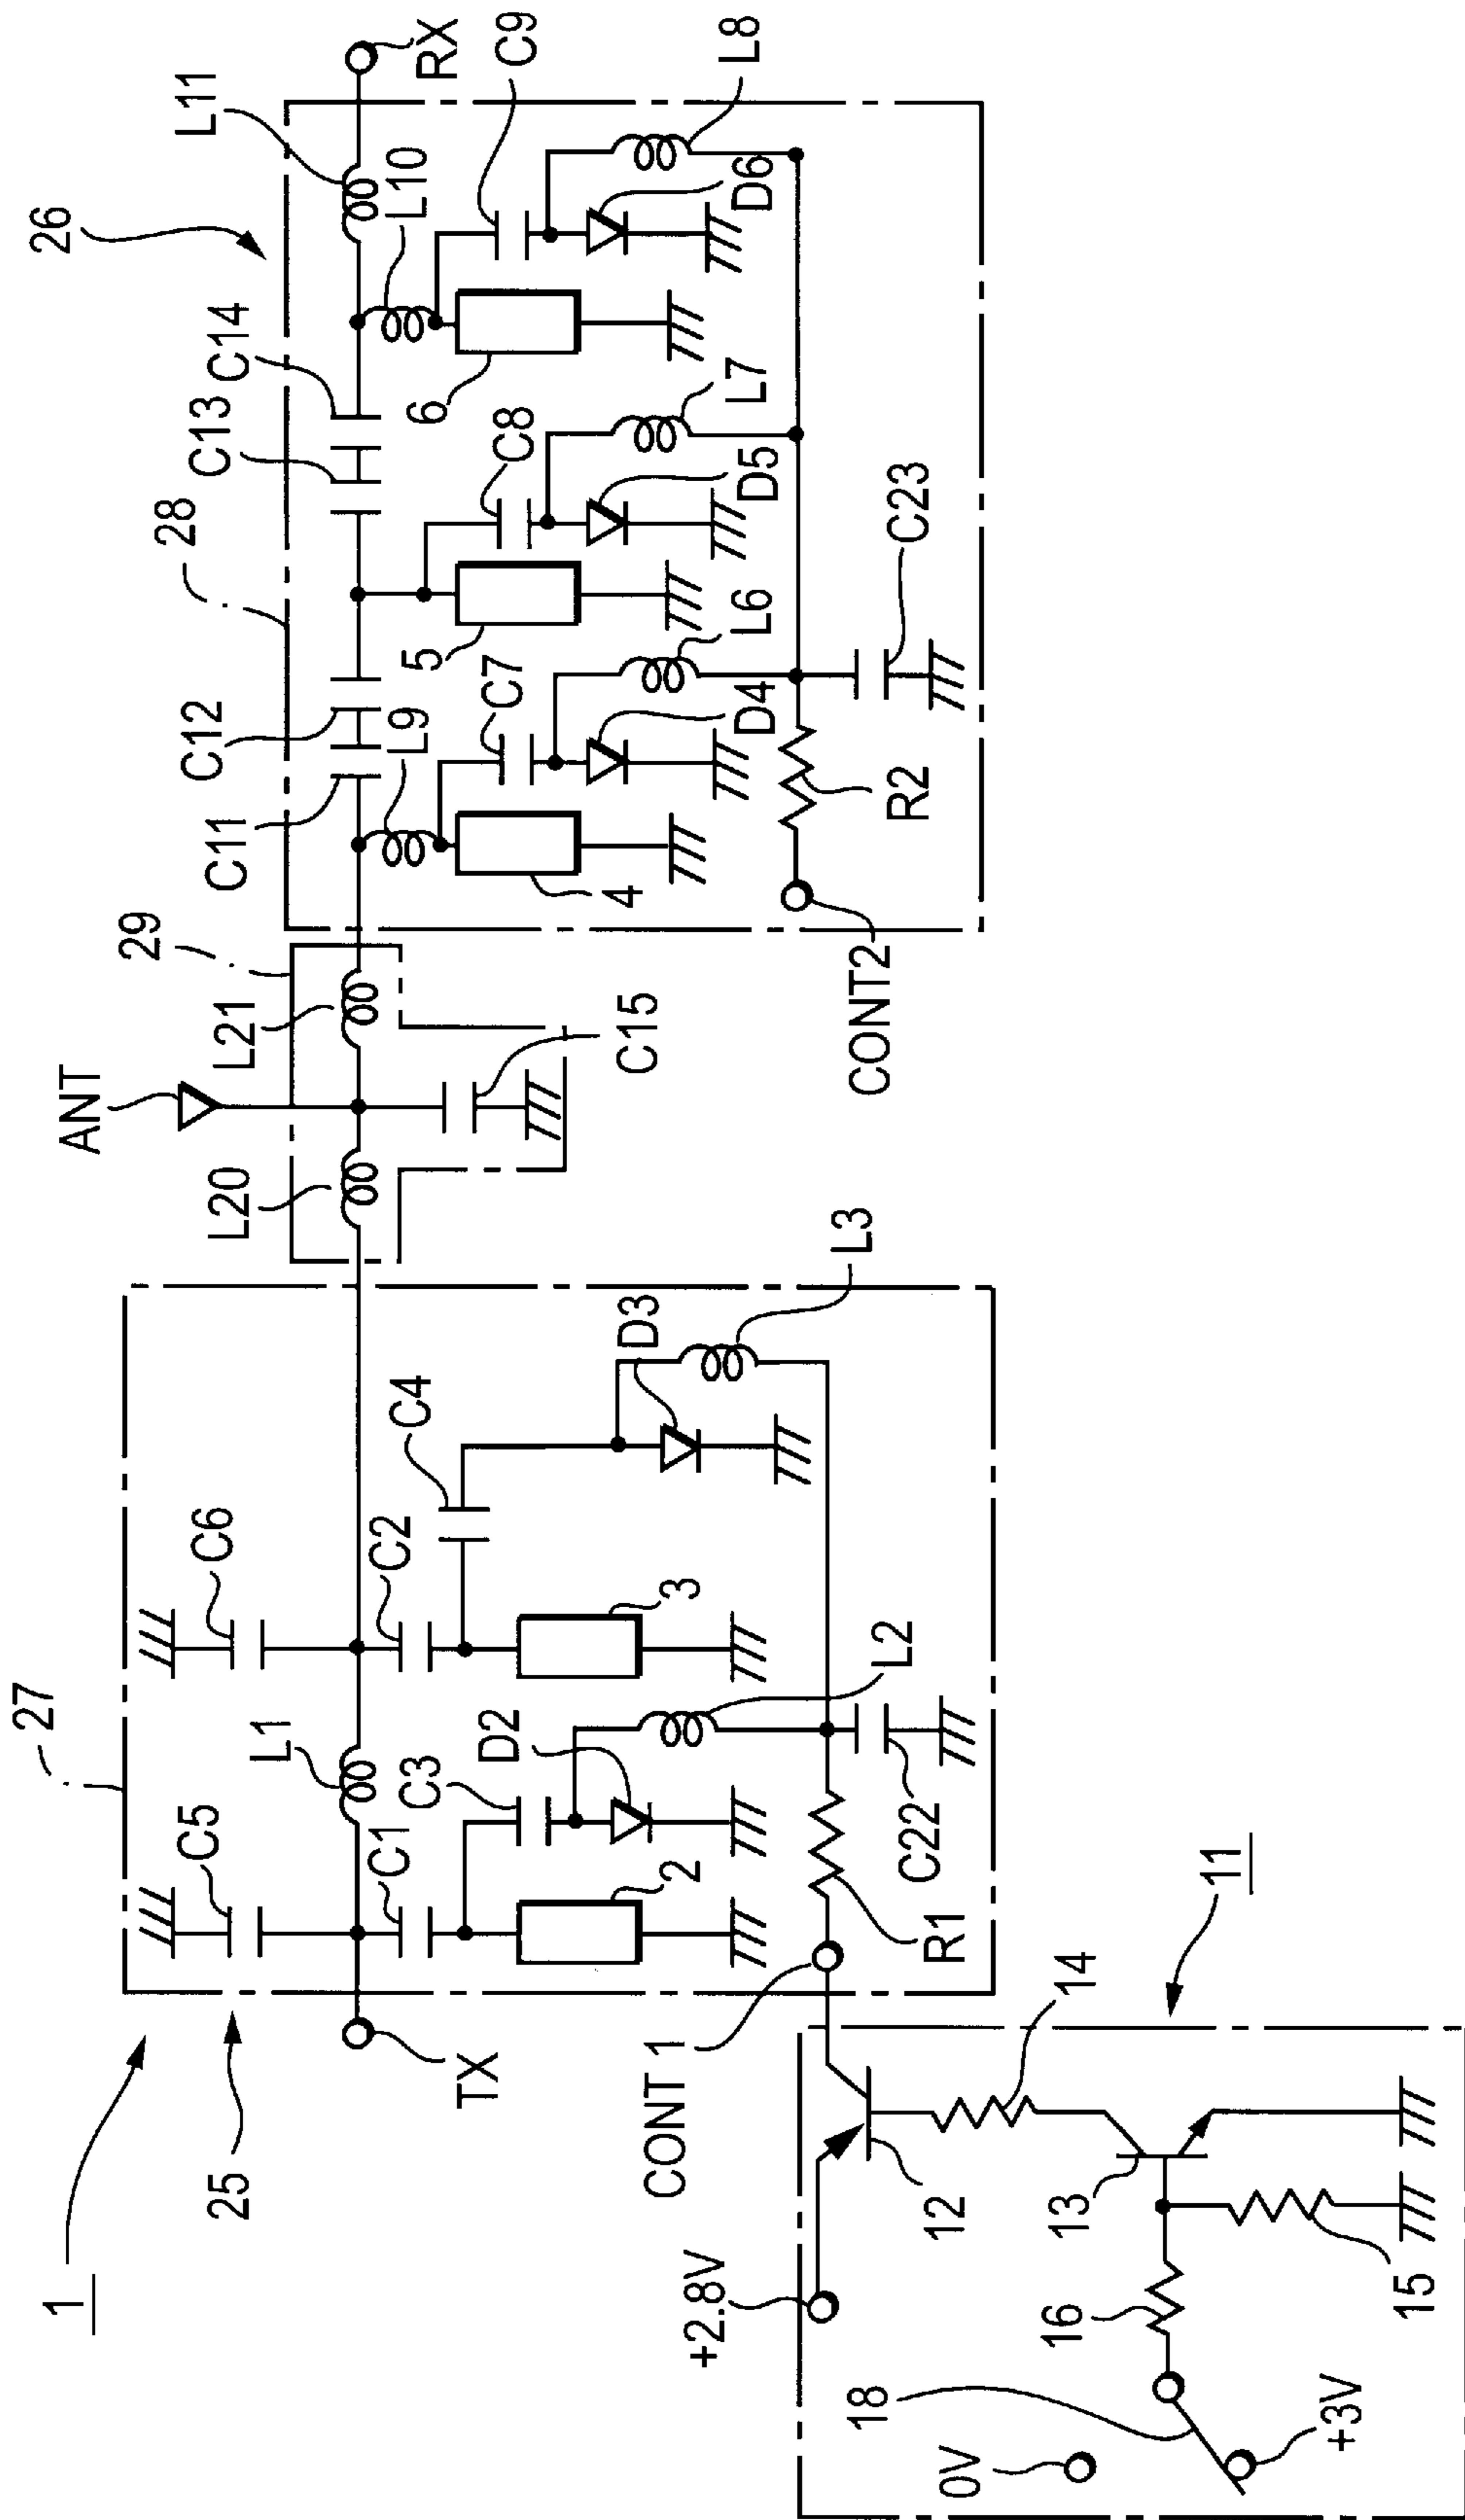 1
25
TX
27
C5
C6
L1
C1
C2
C3
C4
D2
D3
2
3
L2
L3
CONT 1
R1
C22
ANT
29
L20
L21
C15
26
28
C11
C12
C13
C14
L11
RX
L9
L10
C7
C8
C9
4
5
6
D4
D5
D6
L6
L7
L8
CONT2
R2
C23
11
+2.8V
12
14
13
15
16
18
0V
+3V